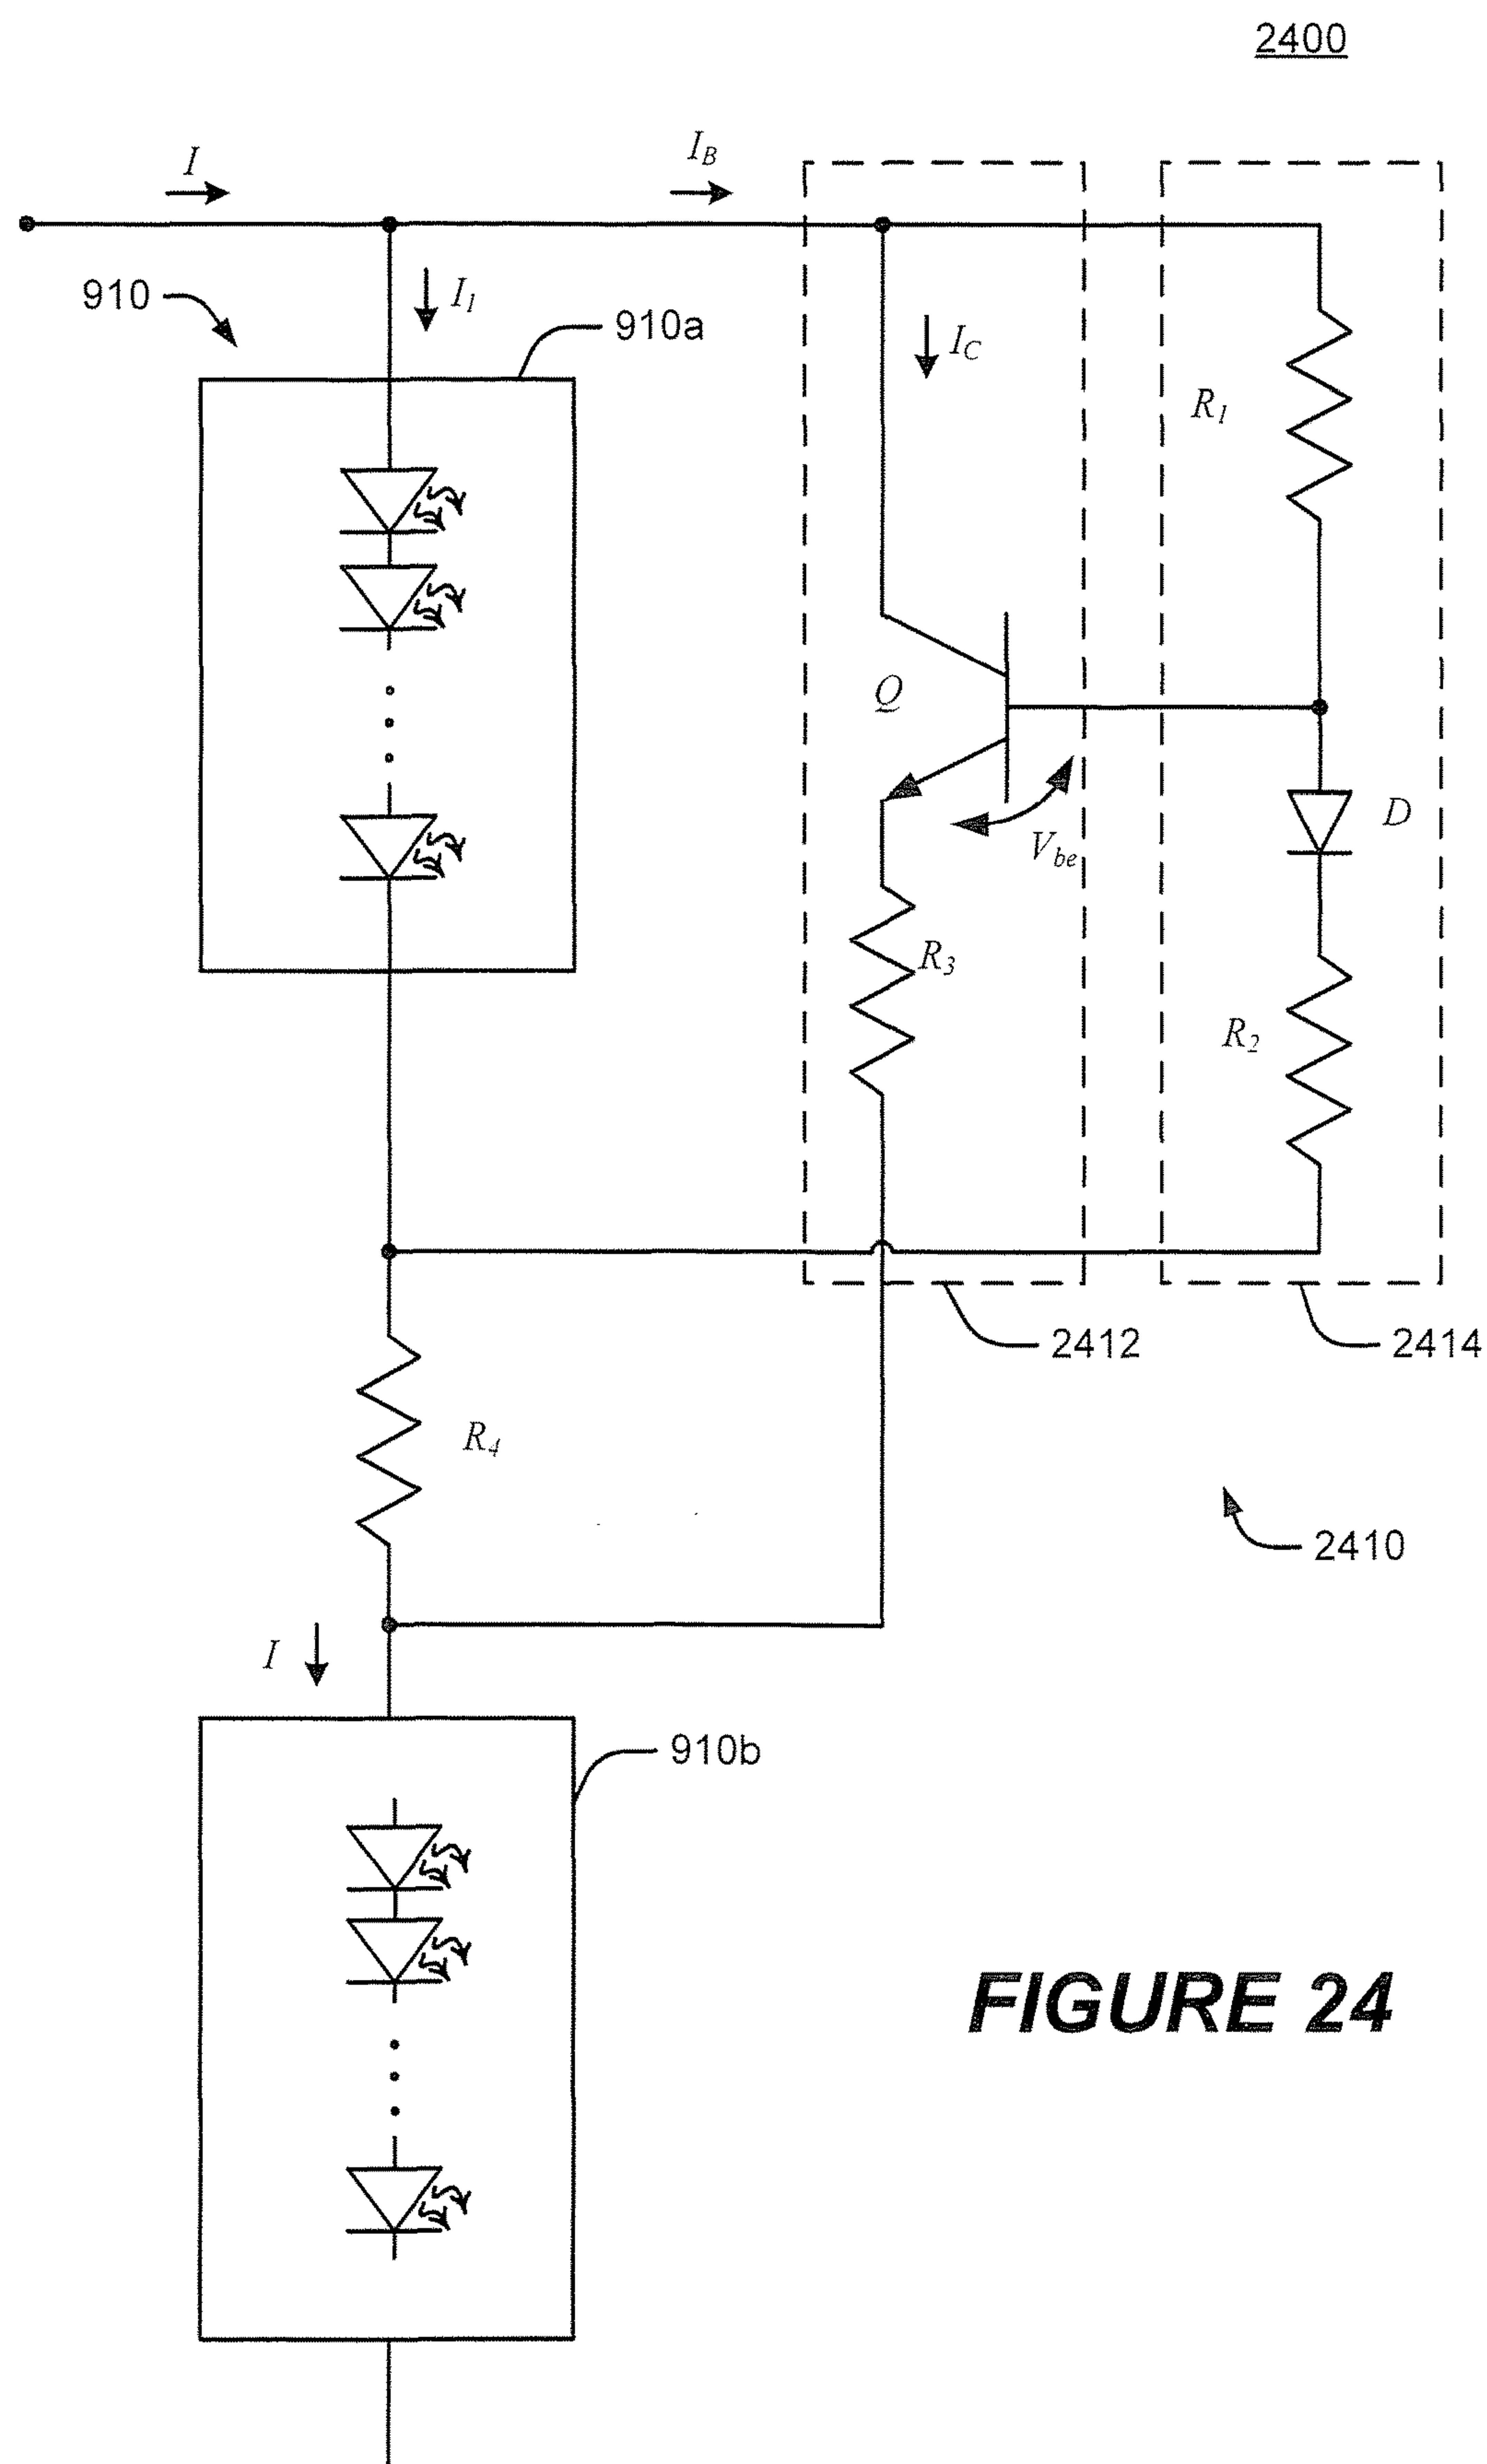 2400
I
I_B
910
I_1
910a
I_C
R_1
Q
D
V_be
R_3
R_2
2412
2414
R_4
2410
I
910b
FIGURE 24